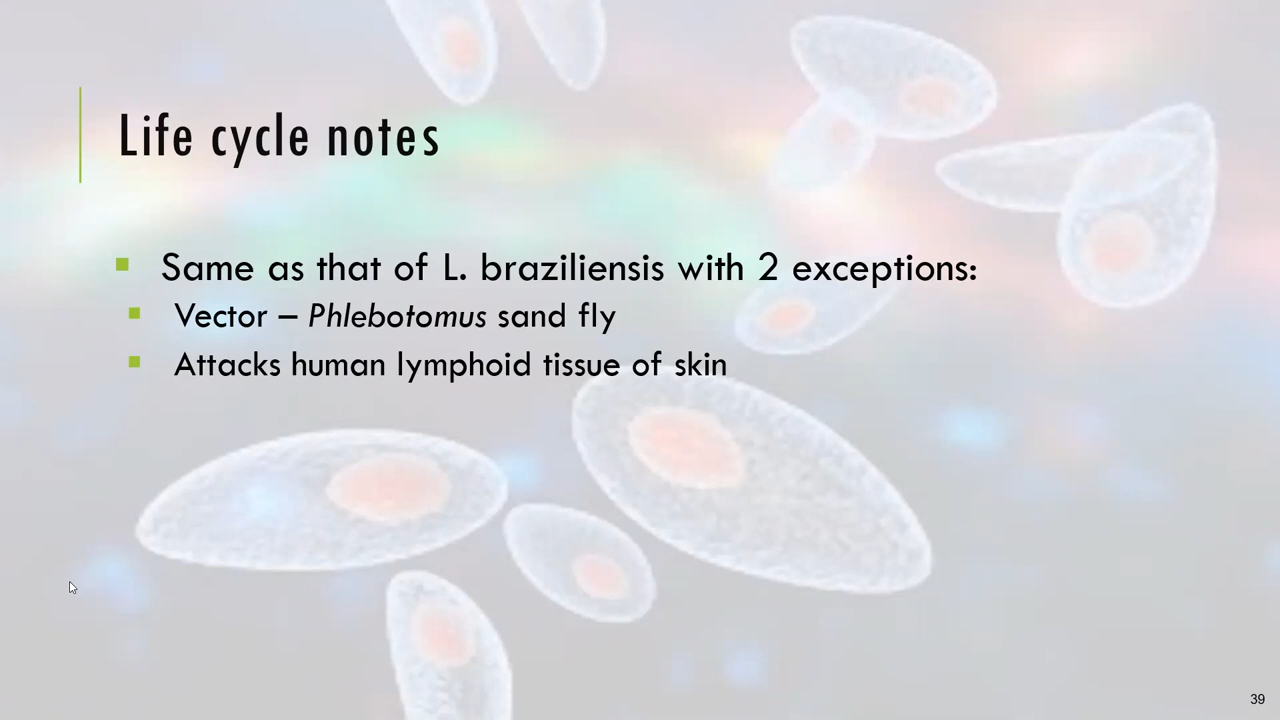 Life cycle notes
Same as that of L. braziliensis with 2 exceptions:
Vector – Phlebotomus sand fly
Attacks human lymphoid tissue of skin
39